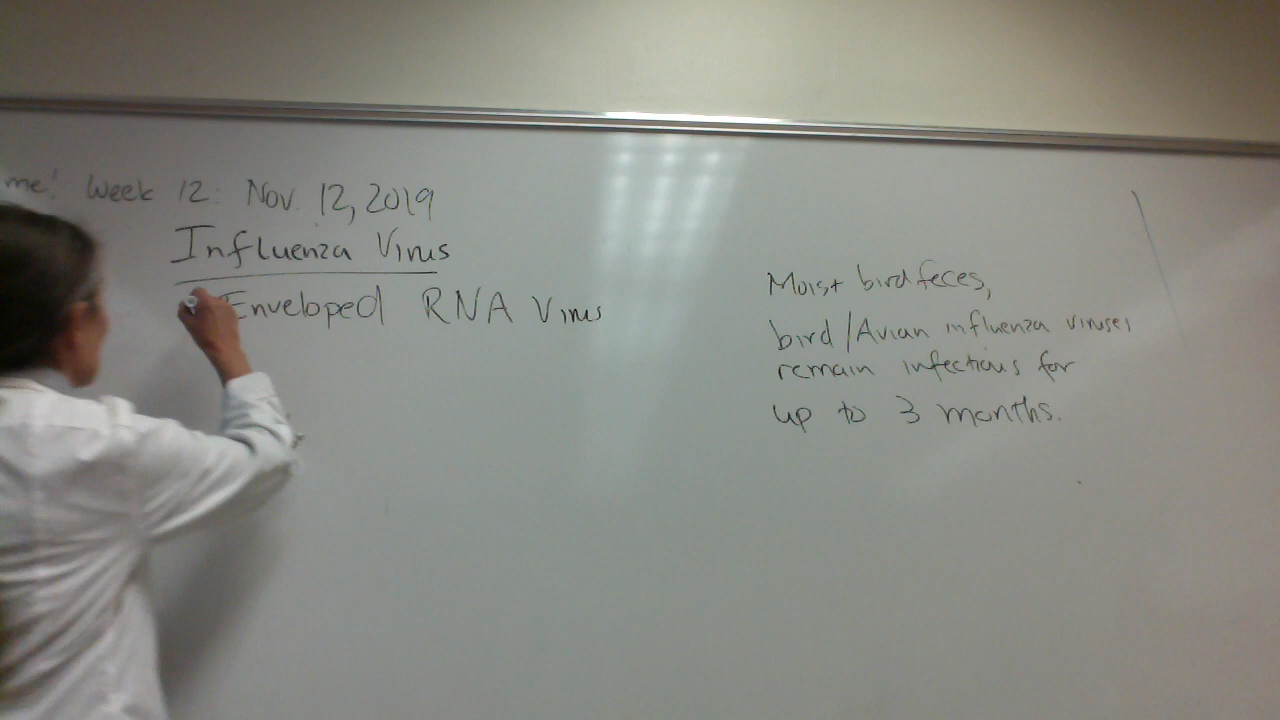 me! Week 12: Nov. 12, 2019
Influenza Virus
Enveloped RNA Virus
Moist bird feces,
bird/Avian influenza viruses
remain infectious for
up to 3 months.